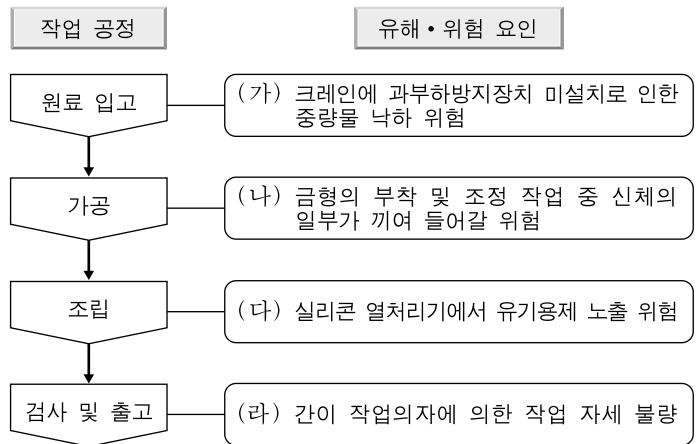 작업 공정
유해•위험 요인
원료 입고
(가) 크레인에 과부하방지장치 미설치로 인한
중량물 낙하 위험
가공
(나) 금형의 부착 및 조정 작업 중 신체의
일부가 끼여 들어갈 위험
조립
(다) 실리콘 열처리기에서 유기용제 노출 위험
검사 및 출고
(라) 간이 작업의자에 의한 작업 자세 불량